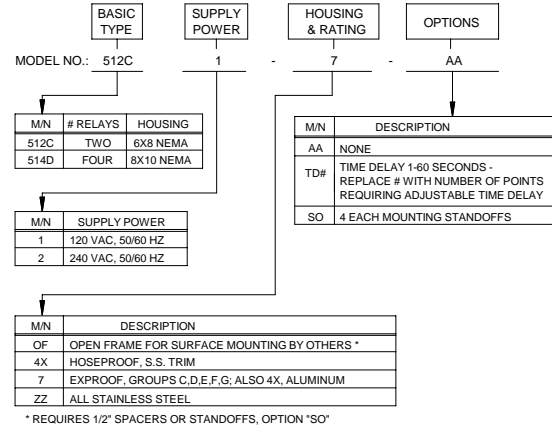 BASIC TYPE
SUPPLY POWER
HOUSING & RATING
OPTIONS
MODEL NO.: 512C 1 - 7 - AA
M/N # RELAYS HOUSING
512C TWO 6X8 NEMA
514D FOUR 8X10 NEMA
M/N DESCRIPTION
AA NONE
TD# TIME DELAY 1-60 SECONDS -
REPLACE # WITH NUMBER OF POINTS
REQUIRING ADJUSTABLE TIME DELAY
SO 4 EACH MOUNTING STANDOFFS
M/N SUPPLY POWER
1 120 VAC, 50/60 HZ
2 240 VAC, 50/60 HZ
M/N DESCRIPTION
OF OPEN FRAME FOR SURFACE MOUNTING BY OTHERS *
4X HOSEPROOF, S.S. TRIM
7 EXPROOF, GROUPS C,D,E,F,G; ALSO 4X, ALUMINUM
ZZ ALL STAINLESS STEEL
* REQUIRES 1/2" SPACERS OR STANDOFFS, OPTION "SO"